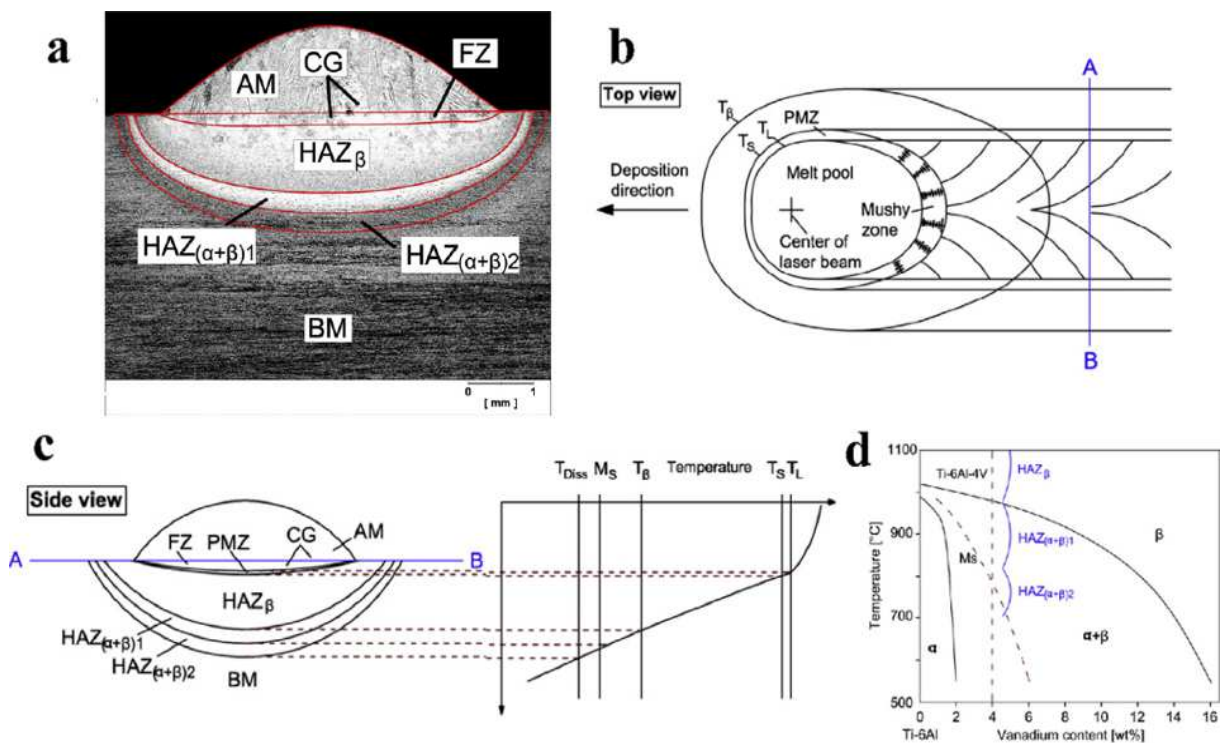 a
AM
CG
FZ
HAZβ
HAZ(α+β)1
HAZ(α+β)2
BM
0 1
[ mm ]
b
Top view
A
Tβ
TL
TS
PMZ
Deposition
direction
Melt pool
Mushy
zone
Center of
laser beam
B
c
Side view
A
FZ
PMZ
CG
AM
B
HAZβ
HAZ(α+β)1
HAZ(α+β)2
BM
TDiss MS Tβ Temperature TS TL
d
1100
900
700
500
Temperature [°C]
Ti-6Al-4V
HAZβ
HAZ(α+β)1
HAZ(α+β)2
Ms
β
α
α+β
0 2 4 6 8 10 12 14 16
Ti-6Al
Vanadium content [wt%]